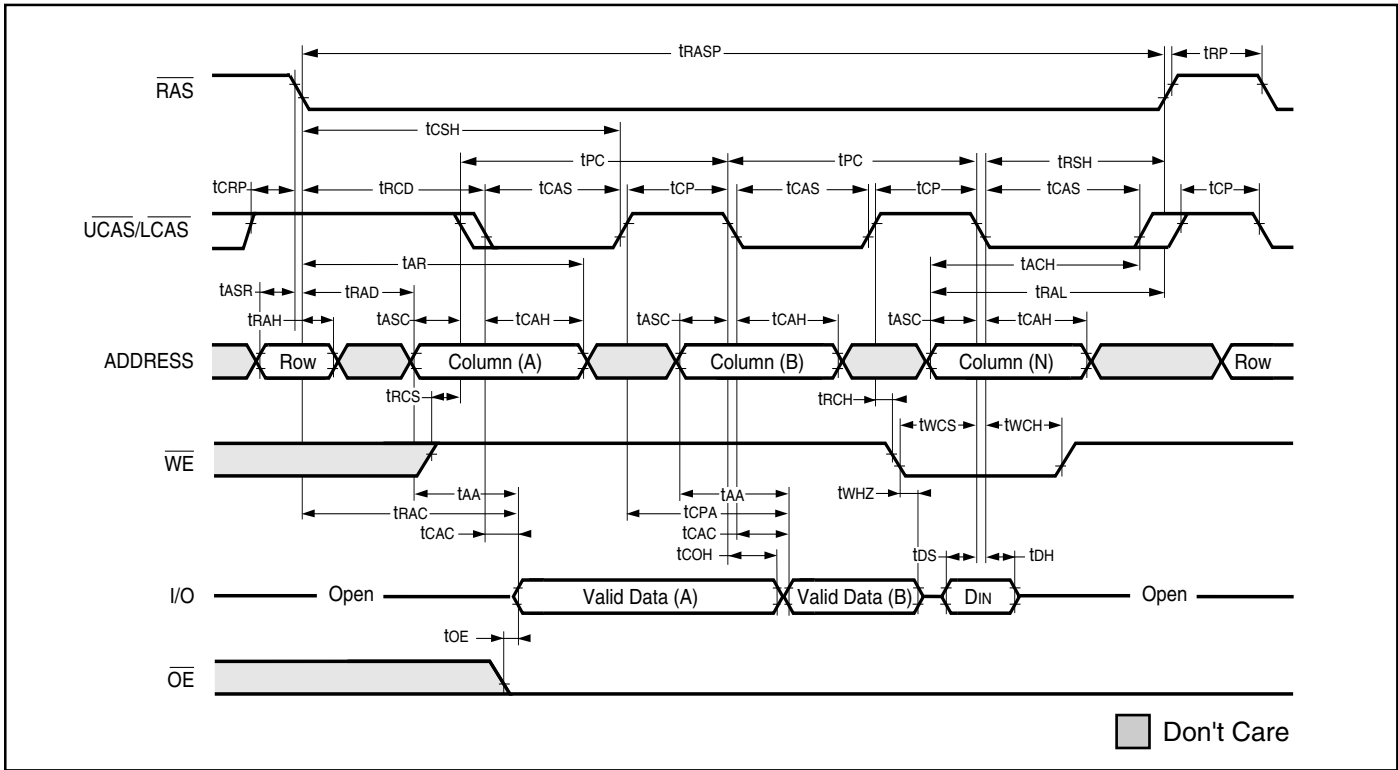 tRASP
tRP
RAS
tCSH
tPC
tPC
tRSH
tCRP
tRCD
tCAS
tCP
tCAS
tCP
tCAS
tCP
UCAS/LCAS
tAR
tACH
tASR
tRAD
tRAL
tRAH
tASC
tCAH
tASC
tCAH
tASC
tCAH
ADDRESS
Row
Column (A)
Column (B)
Column (N)
Row
tRCS
tRCH
tWCS
tWCH
WE
tAA
tAA
tWHZ
tRAC
tCPA
tCAC
tCAC
tCOH
tDS
tDH
I/O
Open
Valid Data (A)
Valid Data (B)
DIN
Open
tOE
OE
Don't Care